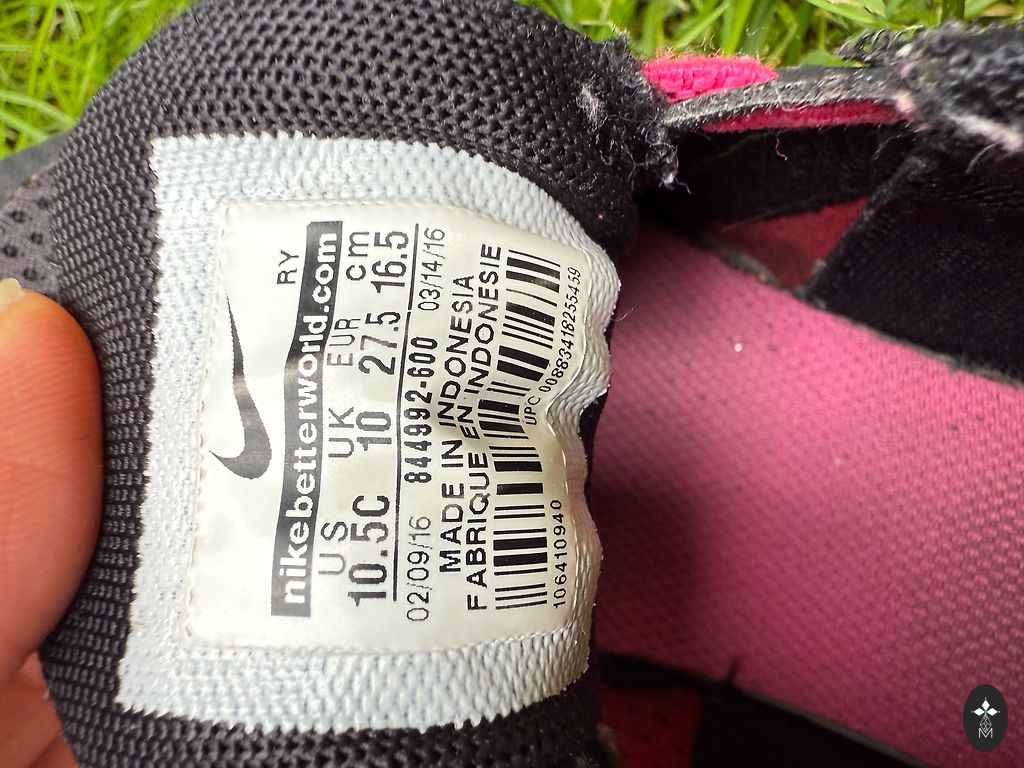 RY
nikebetterworld.com
US UK EUR cm
10.5C 10 27.5 16.5
02/09/16 844992-600 03/14/16
MADE IN INDONESIA
FABRIQUE EN INDONESIE
UPC 00883418255459
106410940
M